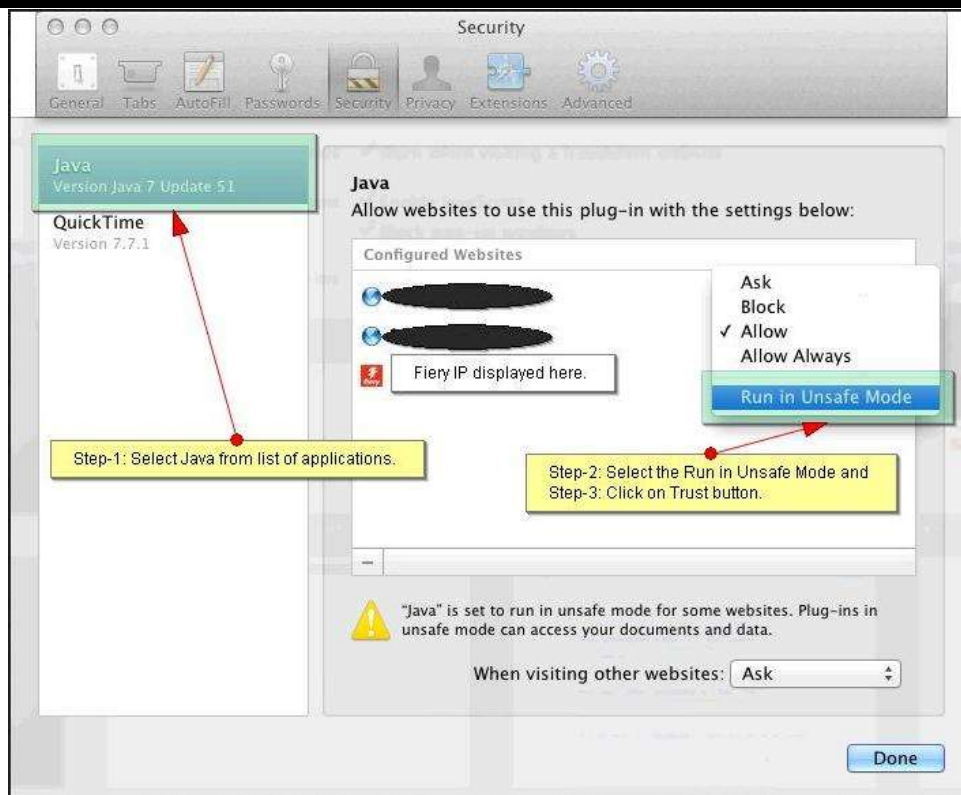 Security
General Tabs AutoFill Passwords Security Privacy Extensions Advanced
Java
Version Java 7 Update 51
QuickTime
Version 7.7.1
Java
Allow websites to use this plug-in with the settings below:
Configured Websites
Fiery IP displayed here.
Ask
Block
✓ Allow
Allow Always
Run in Unsafe Mode
Step-1: Select Java from list of applications.
Step-2: Select the Run in Unsafe Mode and
Step-3: Click on Trust button.
"Java" is set to run in unsafe mode for some websites. Plug-ins in
unsafe mode can access your documents and data.
When visiting other websites: Ask
Done